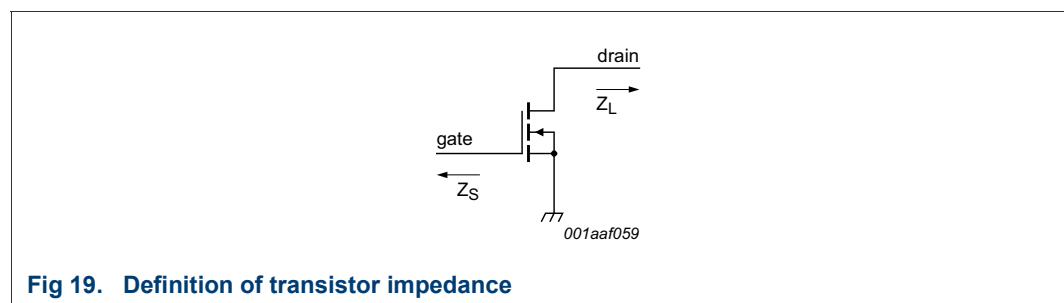 drain
Z_L
gate
Z_S
001aaf059
Fig 19. Definition of transistor impedance